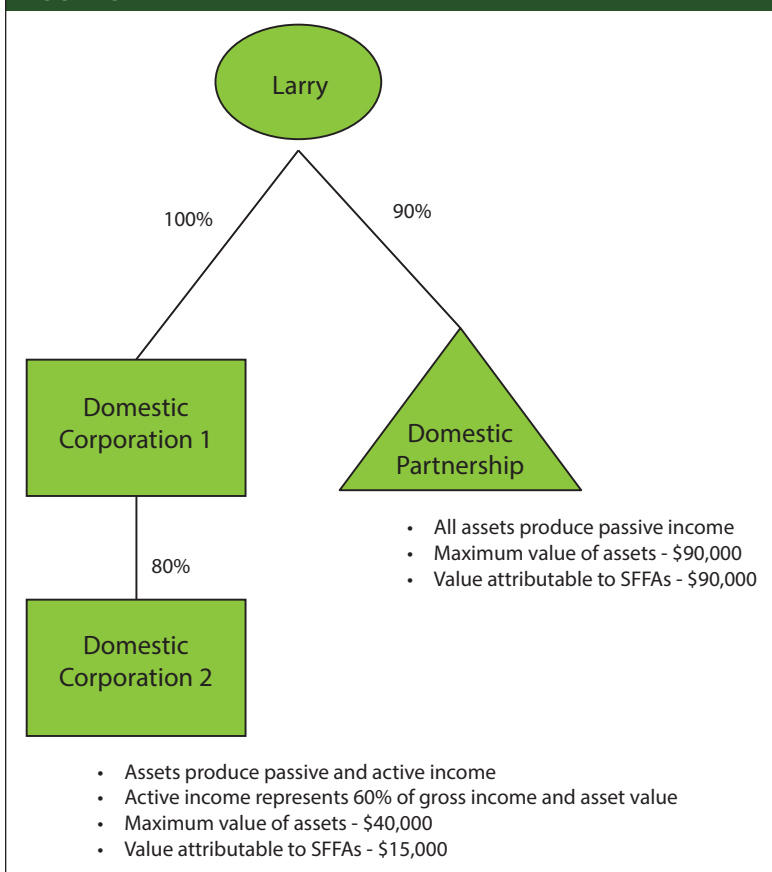 Larry
100%
90%
Domestic
Corporation 1
Domestic
Partnership
• All assets produce passive income
• Maximum value of assets - $90,000
• Value attributable to SFFAs - $90,000
80%
Domestic
Corporation 2
• Assets produce passive and active income
• Active income represents 60% of gross income and asset value
• Maximum value of assets - $40,000
• Value attributable to SFFAs - $15,000